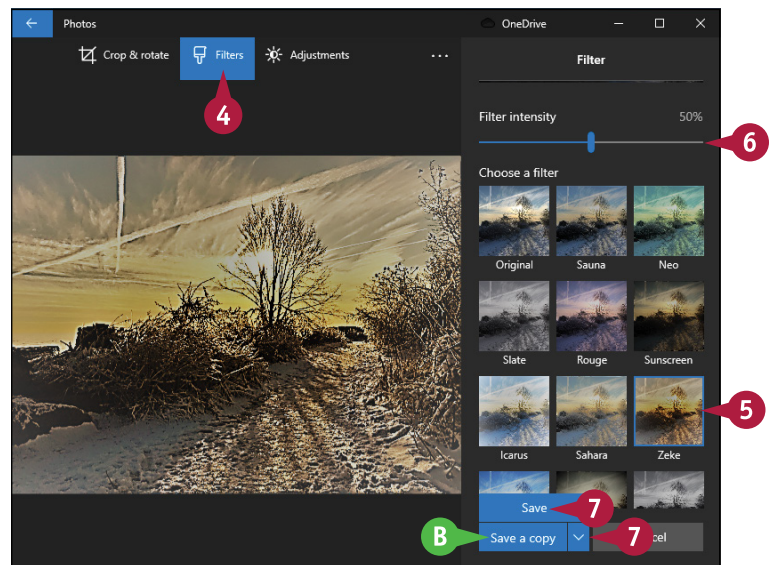 Photos
OneDrive
Crop & rotate
Filters
Adjustments
...
Filter
4
Filter intensity
50%
6
Choose a filter
Original
Sauna
Neo
Slate
Rouge
Sunscreen
5
Icarus
Sahara
Zeke
Save
7
B
Save a copy
7
cel